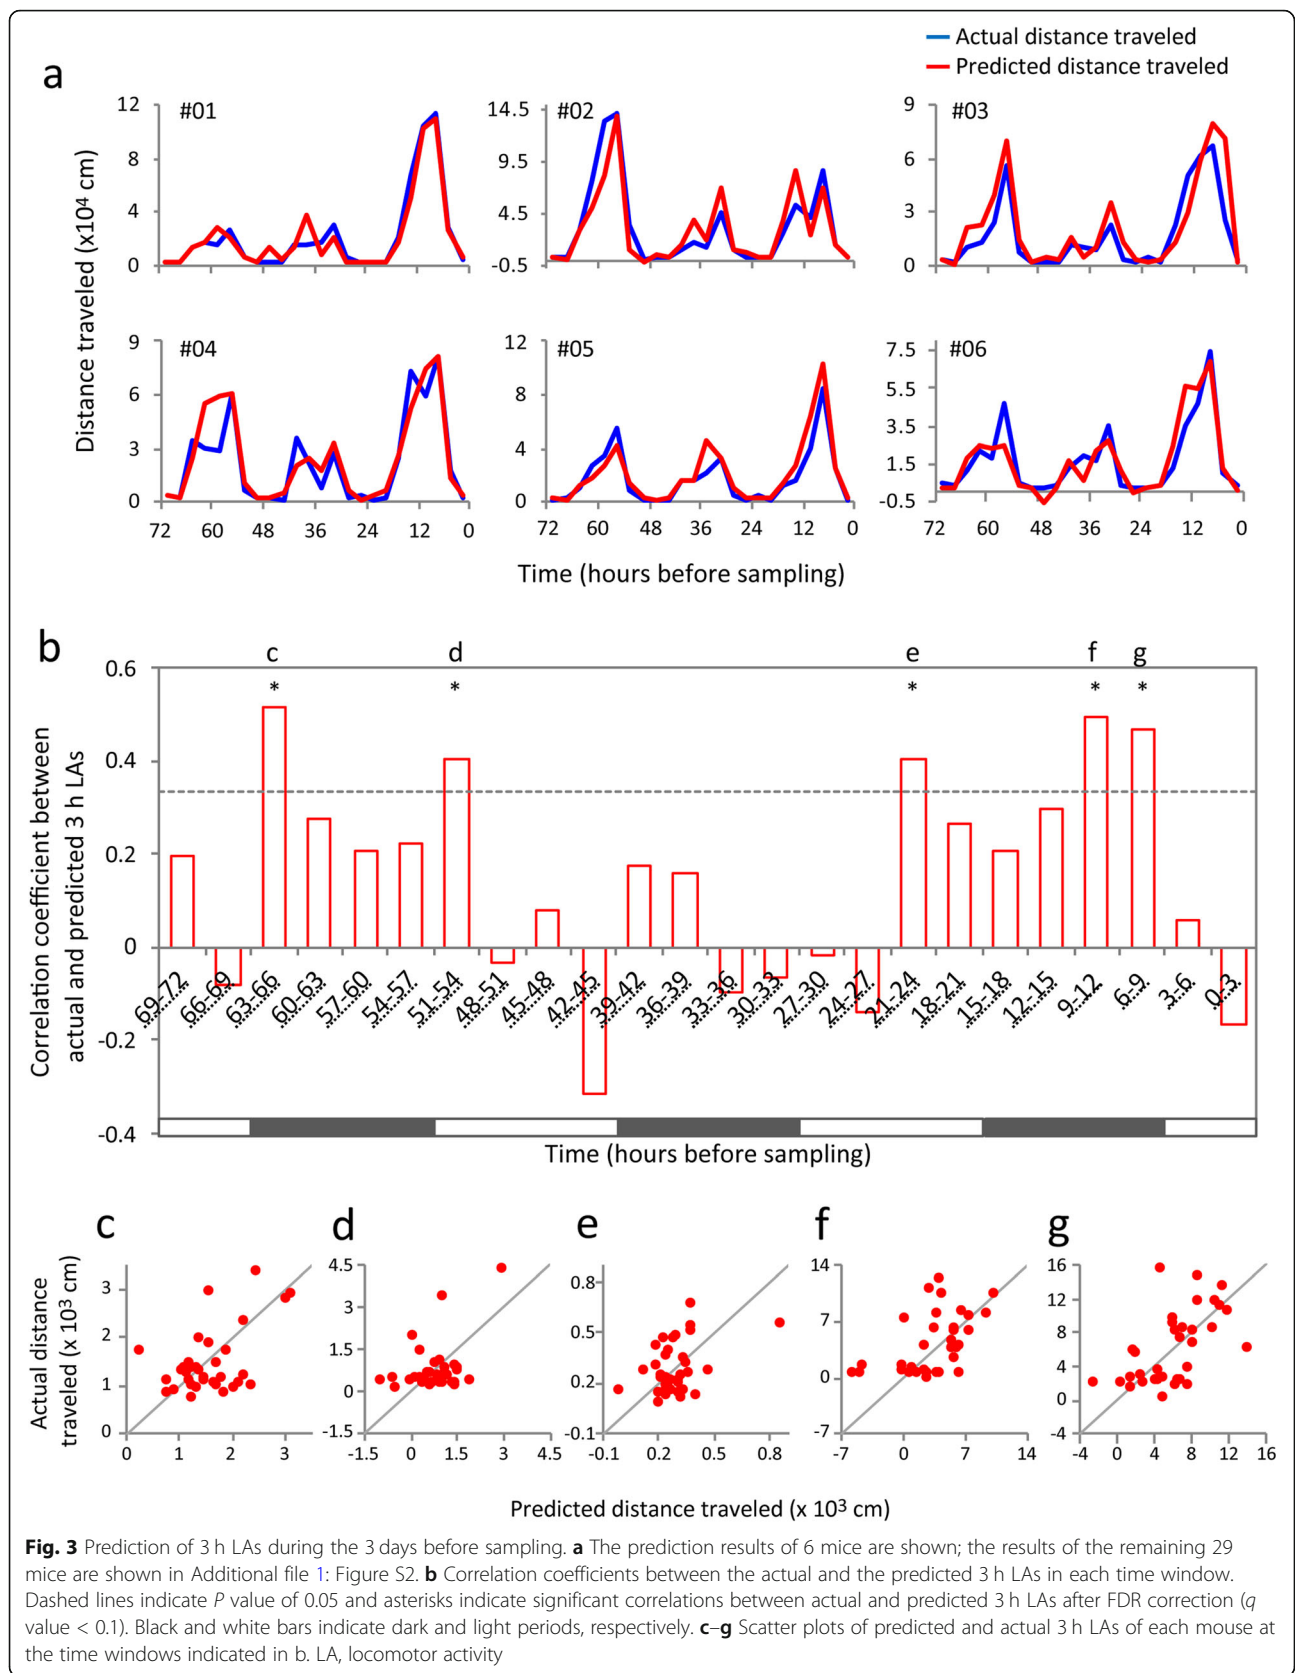 Actual distance traveled
Predicted distance traveled
a
Distance traveled (x10⁴ cm)
#01
12
8
4
0
#02
14.5
9.5
4.5
-0.5
#03
9
6
3
0
#04
9
6
3
0
72 60 48 36 24 12 0
#05
12
8
4
0
72 60 48 36 24 12 0
#06
7.5
5.5
3.5
1.5
-0.5
72 60 48 36 24 12 0
Time (hours before sampling)
b
Correlation coefficient between
actual and predicted 3 h LAs
c d e f g
* * * * *
0.6
0.4
0.2
0
-0.2
-0.4
69-72 66-69 63-66 60-63 57-60 54-57 51-54 48-51 45-48 42-45 39-42 36-39 33-36 30-33 27-30 24-27 21-24 18-21 15-18 12-15 9-12 6-9 3-6 0-3
Time (hours before sampling)
Actual distance
traveled (x 10³ cm)
c
3
2
1
0
0 1 2 3
d
4.5
3
1.5
0
-1.5
-1.5 0 1.5 3 4.5
e
0.8
0.5
0.2
-0.1
-0.1 0.2 0.5 0.8
f
14
7
0
-7
-7 0 7 14
g
16
12
8
4
0
-4
-4 0 4 8 12 16
Predicted distance traveled (x 10³ cm)
Fig. 3 Prediction of 3 h LAs during the 3 days before sampling. a The prediction results of 6 mice are shown; the results of the remaining 29
mice are shown in Additional file 1: Figure S2. b Correlation coefficients between the actual and the predicted 3 h LAs in each time window.
Dashed lines indicate P value of 0.05 and asterisks indicate significant correlations between actual and predicted 3 h LAs after FDR correction (q
value < 0.1). Black and white bars indicate dark and light periods, respectively. c–g Scatter plots of predicted and actual 3 h LAs of each mouse at
the time windows indicated in b. LA, locomotor activity